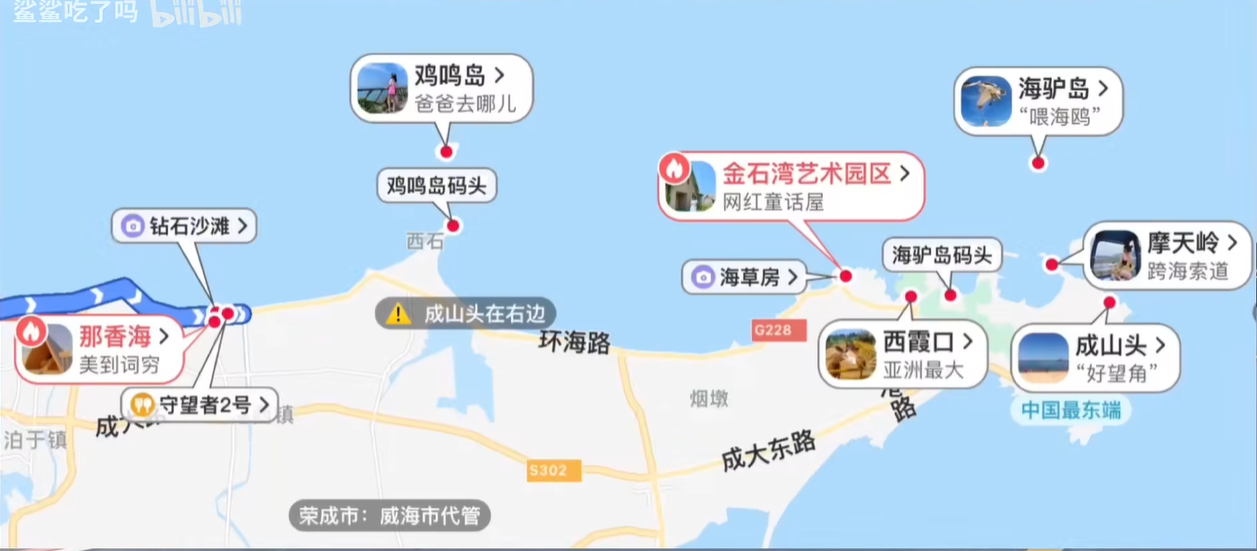 鲨鲨吃了吗 bilibili
鸡鸣岛 >
爸爸去哪儿
海驴岛 >
“喂海鸥”
金石湾艺术园区 >
网红童话屋
鸡鸣岛码头
钻石沙滩 >
西石
海驴岛码头
摩天岭 >
跨海索道
海草房 >
成山头在右边
G228
环海路
那香海 >
美到词穷
西霞口 >
亚洲最大
成山头 >
“好望角”
守望者2号 >
镇
烟墩
路
中国最东端
成大
泊于镇
成大东路
S302
荣成市：威海市代管